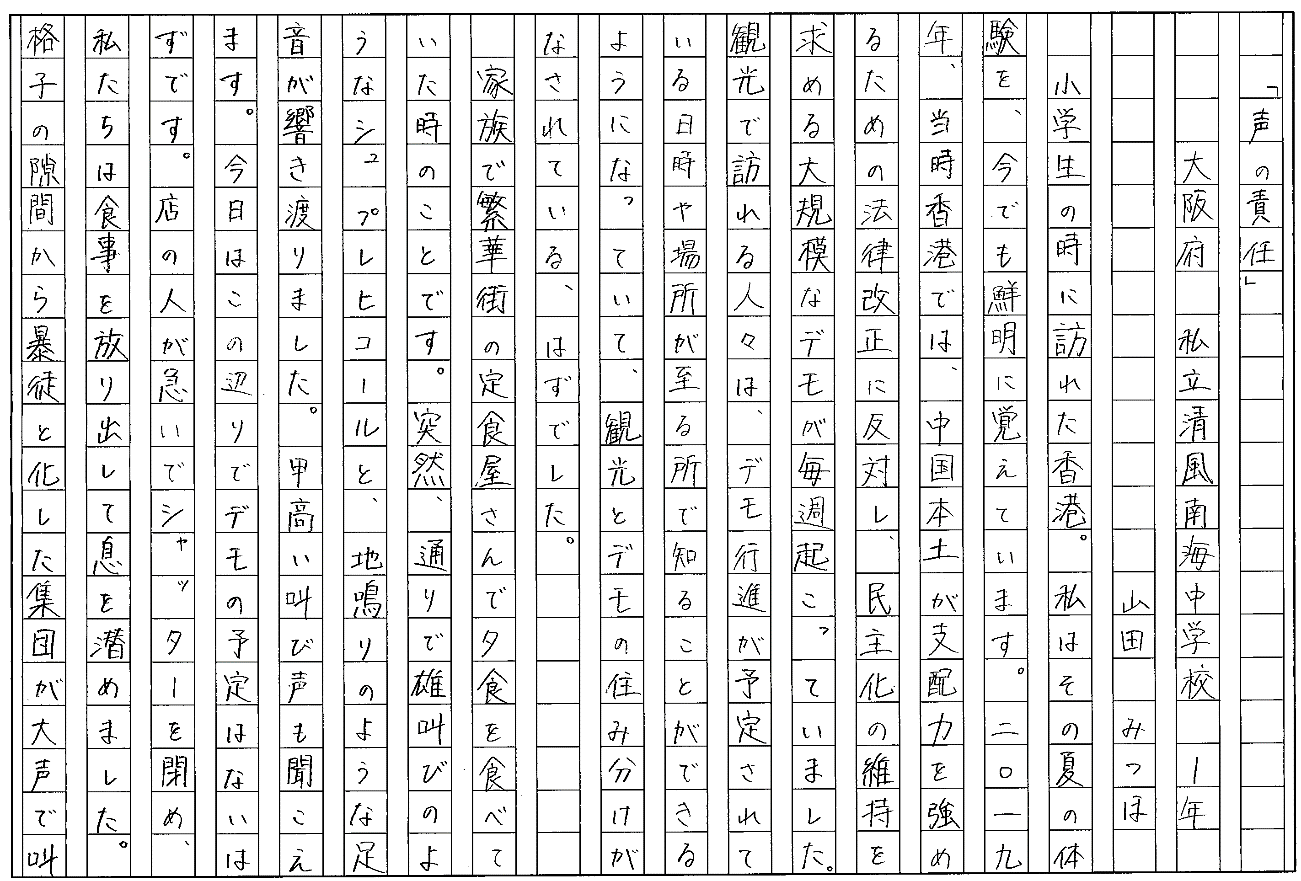 「声の責任」
大阪府　私立清風南海中学校　1年
山田　みつほ
小学生の時に訪れた香港。私はその夏の体
験を、今でも鮮明に覚えています。二〇一九
年、当時香港では、中国本土が支配力を強め
るための法律改正に反対し、民主化の維持を
求める大規模なデモが毎週起こっていました。
観光で訪れる人々は、デモ行進が予定されて
いる日時や場所が至る所で知ることができる
ようになっていて、観光とデモの住み分けが
なされている、はずでした。
家族で繁華街の定食屋さんで夕食を食べて
いた時のことです。突然、通りで雄叫びのよ
うなシュプレヒコールと、地鳴りのような足
音が響き渡りました。甲高い叫び声も聞こえ
ます。今日はこの辺りでデモの予定はないは
ずです。店の人が急いでシャッターを閉め、
私たちは食事を放り出して息を潜めました。
格子の隙間から暴徒と化した集団が大声で叫